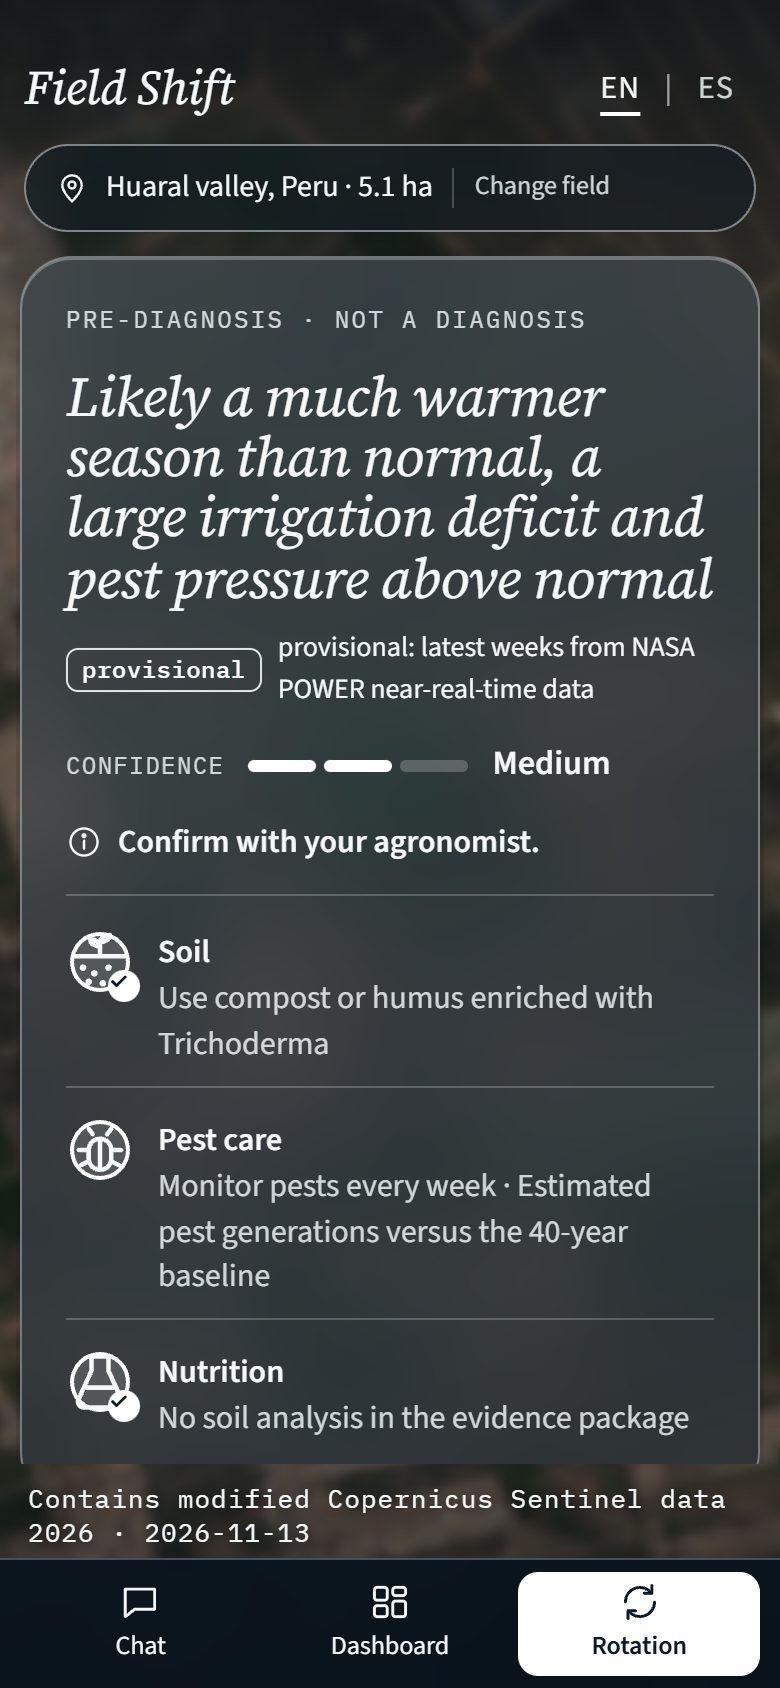 Field Shift
EN | ES
Huaral valley, Peru · 5.1 ha | Change field
PRE-DIAGNOSIS · NOT A DIAGNOSIS
Likely a much warmer
season than normal, a
large irrigation deficit and
pest pressure above normal
provisional
provisional: latest weeks from NASA
POWER near-real-time data
CONFIDENCE Medium
Confirm with your agronomist.
Soil
Use compost or humus enriched with
Trichoderma
Pest care
Monitor pests every week · Estimated
pest generations versus the 40-year
baseline
Nutrition
No soil analysis in the evidence package
Contains modified Copernicus Sentinel data
2026 · 2026-11-13
Chat Dashboard Rotation